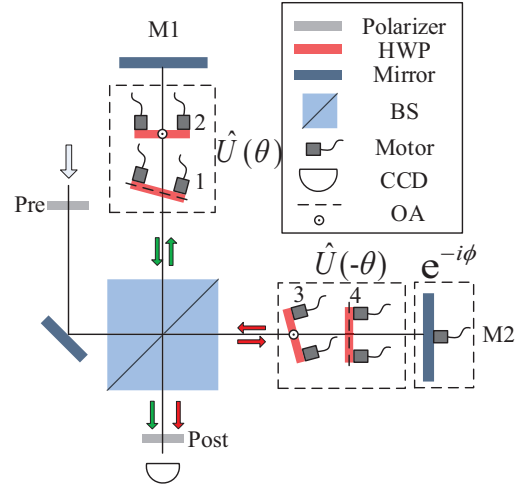 M1
2
Û(θ)
1
Pre
Polarizer
HWP
Mirror
BS
Motor
CCD
OA
Û(-θ)
e^{-iϕ}
3
4
M2
Post